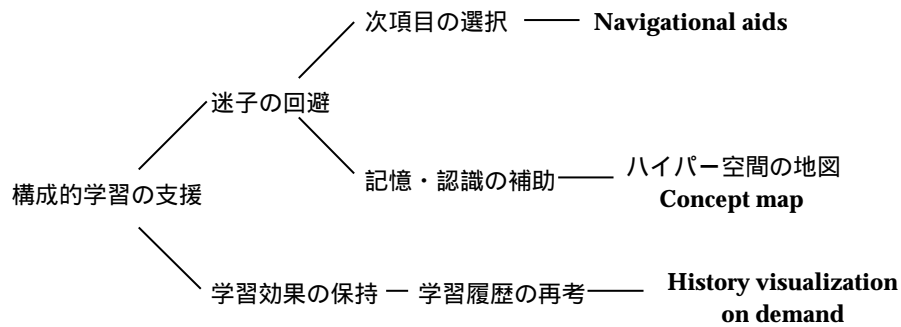 次項目の選択
Navigational aids
迷子の回避
記憶・認識の補助
ハイパー空間の地図
Concept map
構成的学習の支援
学習効果の保持
学習履歴の再考
History visualization
on demand